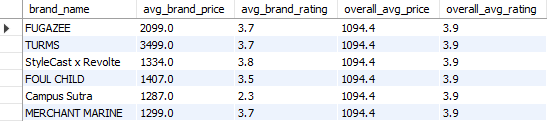 brand_name avg_brand_price avg_brand_rating overall_avg_price overall_avg_rating
FUGAZEE 2099.0 3.7 1094.4 3.9
TURMS 3499.0 3.7 1094.4 3.9
StyleCast x Revolte 1334.0 3.8 1094.4 3.9
FOUL CHILD 1407.0 3.5 1094.4 3.9
Campus Sutra 1287.0 2.3 1094.4 3.9
MERCHANT MARINE 1299.0 3.7 1094.4 3.9